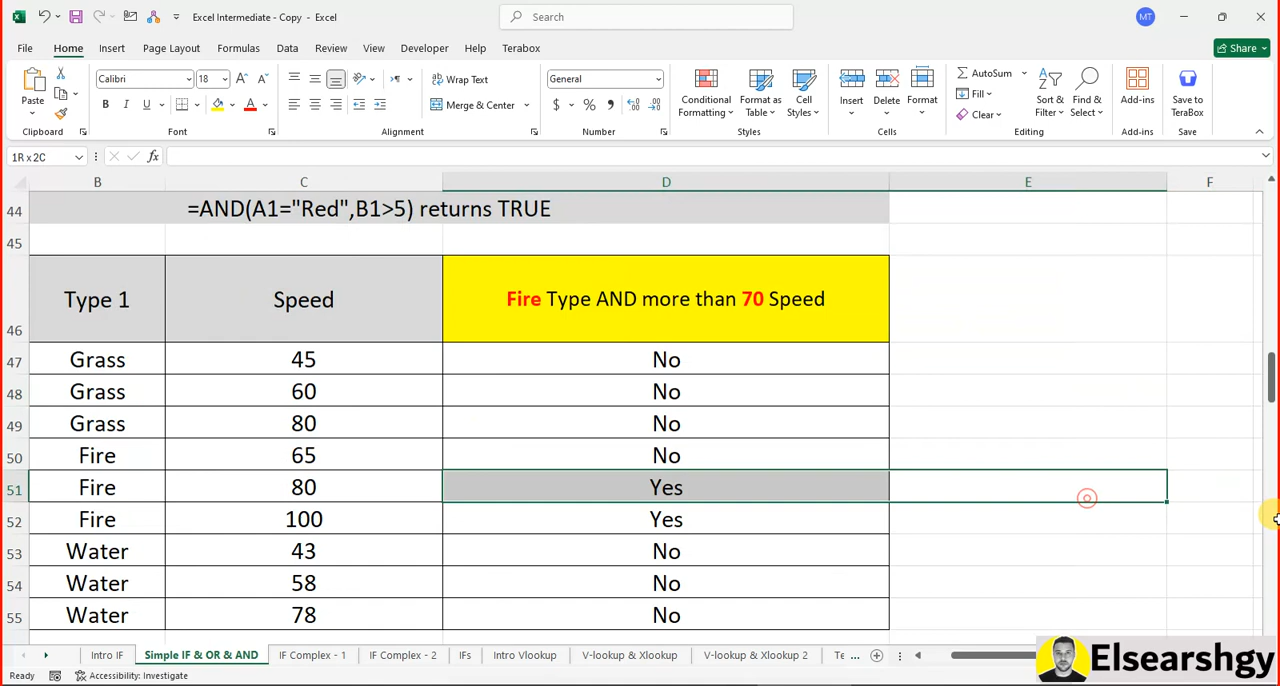 Excel Intermediate - Copy - Excel
Search
MT
File Home Insert Page Layout Formulas Data Review View Developer Help Terabox
Share
Paste
Calibri 18
B I U
Wrap Text
Merge & Center
General
$ % ,
Conditional Formatting
Format as Table
Cell Styles
Insert
Delete
Format
AutoSum
Fill
Clear
Sort & Filter
Find & Select
Add-ins
Save to TeraBox
Clipboard Font Alignment Number Styles Cells Editing Add-ins Save
1R x 2C
fx
B C D E F
44 =AND(A1="Red",B1>5) returns TRUE
45
46 Type 1 Speed Fire Type AND more than 70 Speed
47 Grass 45 No
48 Grass 60 No
49 Grass 80 No
50 Fire 65 No
51 Fire 80 Yes
52 Fire 100 Yes
53 Water 43 No
54 Water 58 No
55 Water 78 No
Intro IF Simple IF & OR & AND IF Complex - 1 IF Complex - 2 IFs Intro Vlookup V-lookup & Xlookup V-lookup & Xlookup 2 Te ...
Ready
Accessibility: Investigate
Elsearshgy